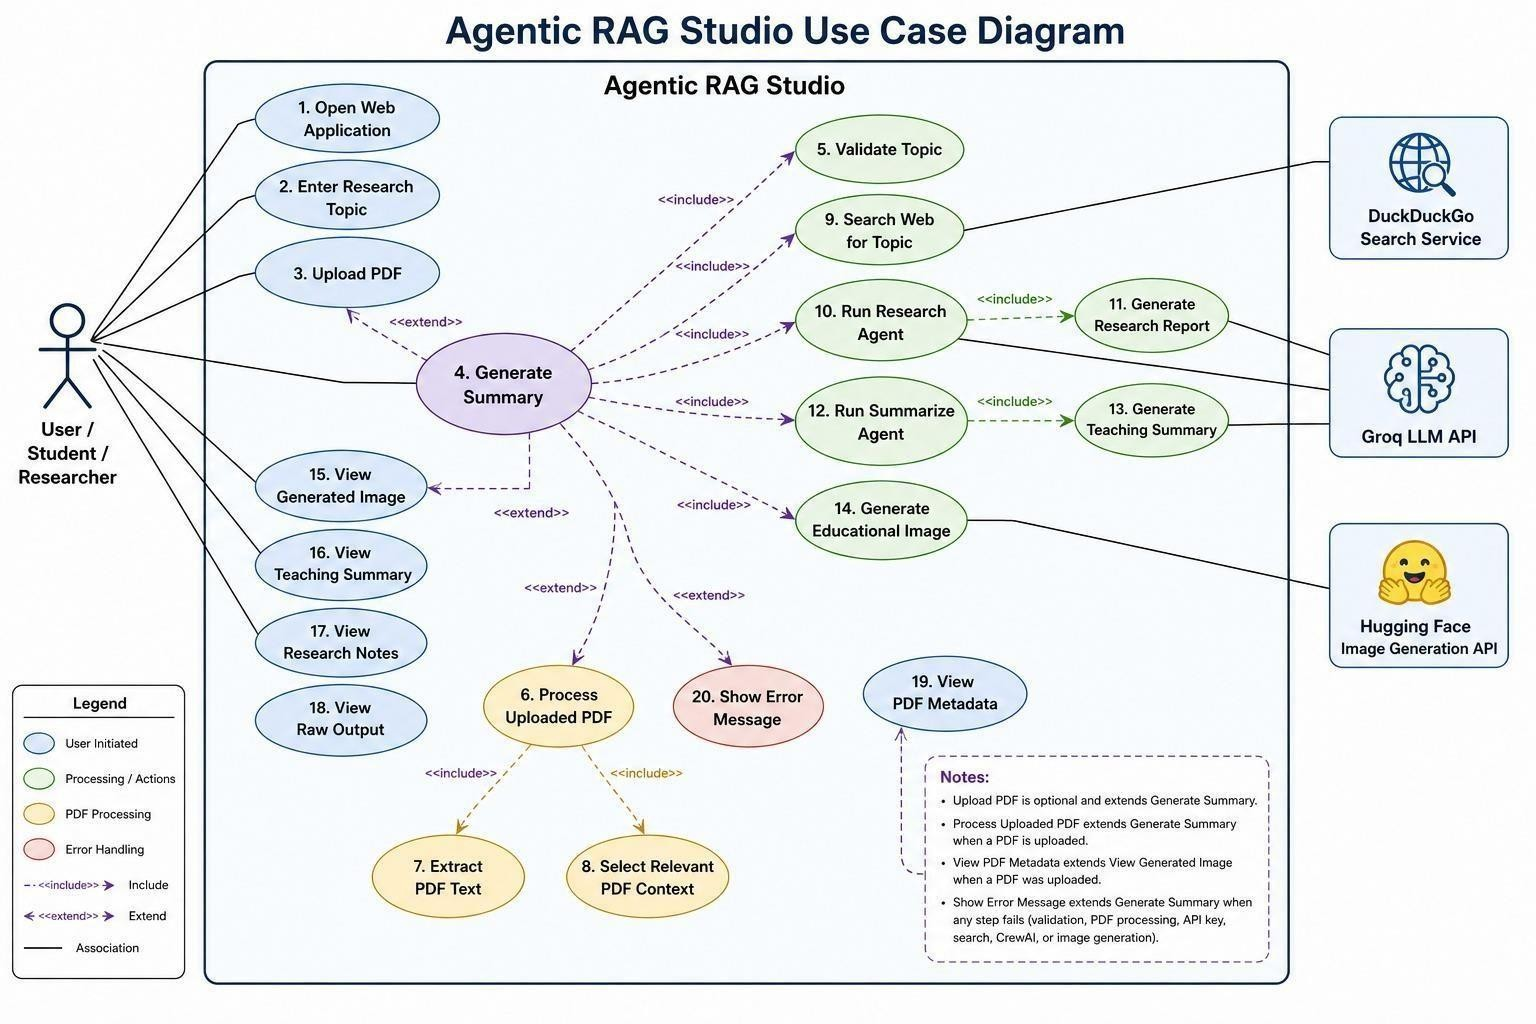 Agentic RAG Studio Use Case Diagram
Agentic RAG Studio
1. Open Web
Application
2. Enter Research
Topic
3. Upload PDF
<<extend>>
4. Generate
Summary
User /
Student /
Researcher
15. View
Generated Image
<<extend>>
16. View
Teaching Summary
17. View
Research Notes
18. View
Raw Output
<<include>>
5. Validate Topic
<<include>>
9. Search Web
for Topic
<<include>>
10. Run Research
Agent
<<include>>
11. Generate
Research Report
<<include>>
12. Run Summarize
Agent
<<include>>
13. Generate
Teaching Summary
<<include>>
14. Generate
Educational Image
<<extend>>
<<extend>>
6. Process
Uploaded PDF
20. Show Error
Message
<<include>>
<<include>>
7. Extract
PDF Text
8. Select Relevant
PDF Context
19. View
PDF Metadata
DuckDuckGo
Search Service
Groq LLM API
Hugging Face
Image Generation API
Legend
User Initiated
Processing / Actions
PDF Processing
Error Handling
<<include>> Include
<<extend>> Extend
Association
Notes:
• Upload PDF is optional and extends Generate Summary.
• Process Uploaded PDF extends Generate Summary
when a PDF is uploaded.
• View PDF Metadata extends View Generated Image
when a PDF was uploaded.
• Show Error Message extends Generate Summary when
any step fails (validation, PDF processing, API key,
search, CrewAI, or image generation).